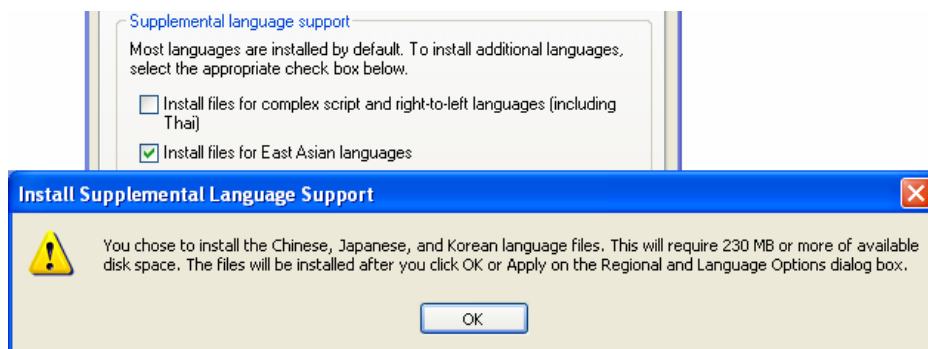 Supplemental language support
Most languages are installed by default. To install additional languages,
select the appropriate check box below.
Install files for complex script and right-to-left languages (including
Thai)
Install files for East Asian languages
Install Supplemental Language Support
You chose to install the Chinese, Japanese, and Korean language files. This will require 230 MB or more of available
disk space. The files will be installed after you click OK or Apply on the Regional and Language Options dialog box.
OK